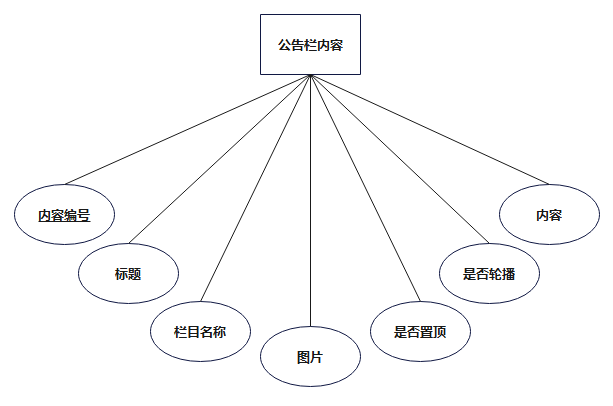 公告栏内容
内容编号
内容
标题
是否轮播
栏目名称
是否置顶
图片